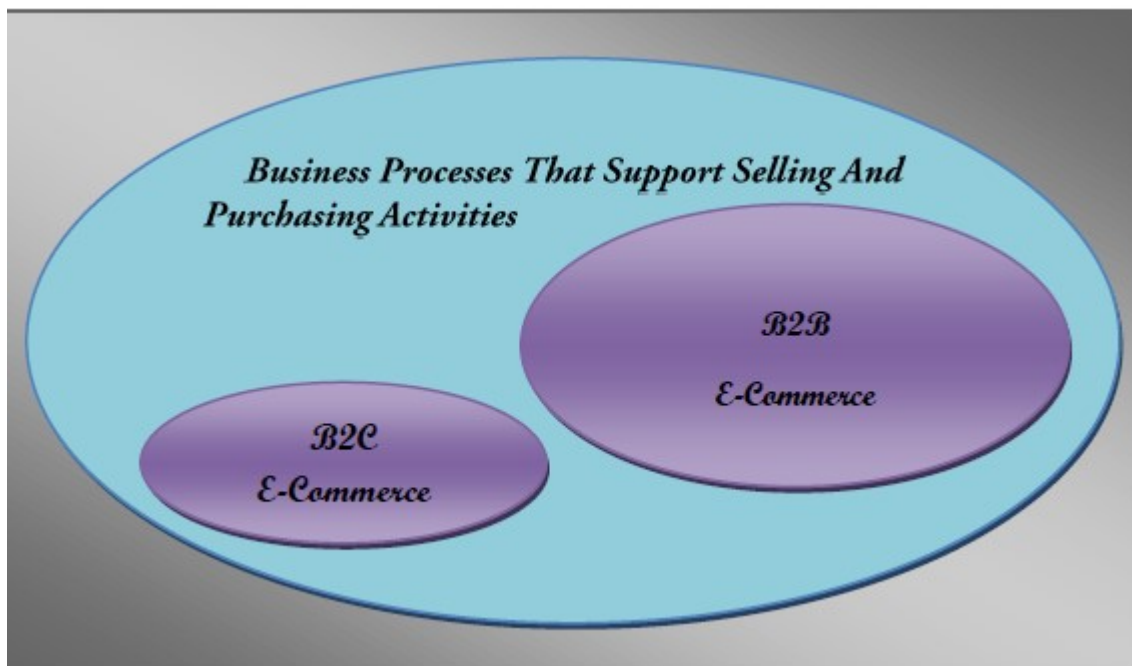 Business Processes That Support Selling And
Purchasing Activities
B2B
E-Commerce
B2C
E-Commerce